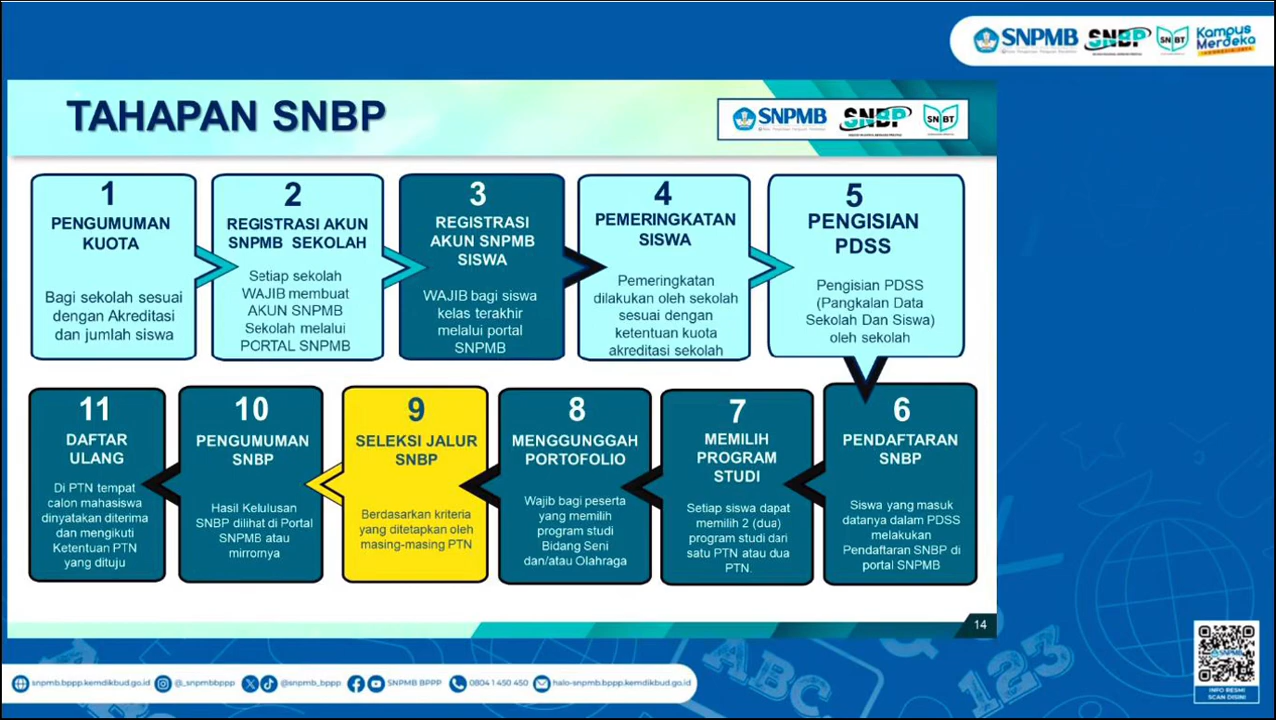 SNPMB
SNBP
SNBT
Kampus
Merdeka
INDONESIA JAYA
TAHAPAN SNBP
SNPMB
SNBP
SNBT
1
PENGUMUMAN
KUOTA
Bagi sekolah sesuai
dengan Akreditasi
dan jumlah siswa
2
REGISTRASI AKUN
SNPMB SEKOLAH
Setiap sekolah
WAJIB membuat
AKUN SNPMB
Sekolah melalui
PORTAL SNPMB
3
REGISTRASI
AKUN SNPMB
SISWA
WAJIB bagi siswa
kelas terakhir
melalui portal
SNPMB
4
PEMERINGKATAN
SISWA
Pemeringkatan
dilakukan oleh sekolah
sesuai dengan
ketentuan kuota
akreditasi sekolah
5
PENGISIAN
PDSS
Pengisian PDSS
(Pangkalan Data
Sekolah Dan Siswa)
oleh sekolah
6
PENDAFTARAN
SNBP
Siswa yang masuk
datanya dalam PDSS
melakukan
Pendaftaran SNBP di
portal SNPMB
7
MEMILIH
PROGRAM
STUDI
Setiap siswa dapat
memilih 2 (dua)
program studi dari
satu PTN atau dua
PTN.
8
MENGGUNGGAH
PORTOFOLIO
Wajib bagi peserta
yang memilih
program studi
Bidang Seni
dan/atau Olahraga
9
SELEKSI JALUR
SNBP
Berdasarkan kriteria
yang ditetapkan oleh
masing-masing PTN
10
PENGUMUMAN
SNBP
Hasil Kelulusan
SNBP dilihat di Portal
SNPMB atau
mirrornya
11
DAFTAR
ULANG
Di PTN tempat
calon mahasiswa
dinyatakan diterima
dan mengikuti
Ketentuan PTN
yang dituju
14
snpmb.bppp.kemdikbud.go.id @_snpmbbppp @snpmb_bppp SNPMB BPPP 0804 1 450 450 halo-snpmb.bppp.kemdikbud.go.id
ABC
123
INFO RESMI
SCAN DISINI